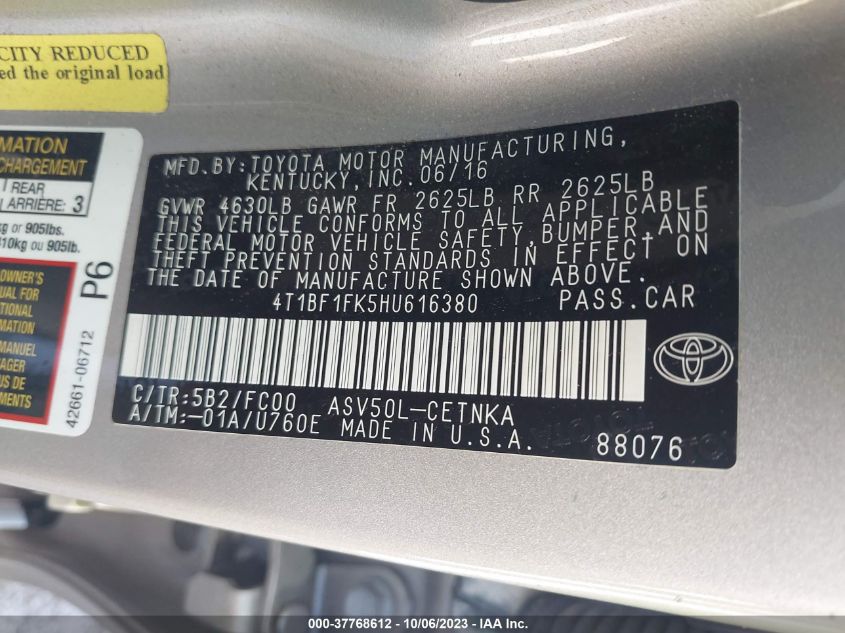 CITY REDUCED
ed the original load
MATION
CHARGEMENT
REAR
ARRIÈRE: 3
kg or 905lbs.
10kg ou 905lb.
OWNER'S
UAL FOR
TIONAL
RMATION
MANUEL
AGER
US DE
42661-06712
P6
MFD.BY:TOYOTA MOTOR MANUFACTURING,
KENTUCKY,INC.06/16
GVWR 4630LB GAWR FR 2625LB RR 2625LB
THIS VEHICLE CONFORMS TO ALL APPLICABLE
FEDERAL MOTOR VEHICLE SAFETY,BUMPER,AND
THEFT PREVENTION STANDARDS IN EFFECT ON
THE DATE OF MANUFACTURE SHOWN ABOVE.
4T1BF1FK5HU616380 PASS.CAR
C/TR:5B2/FC00 ASV50L-CETNKA
A/TM:-01A/U760E MADE IN U.S.A. 88076
000-37768612 - 10/06/2023 - IAA Inc.